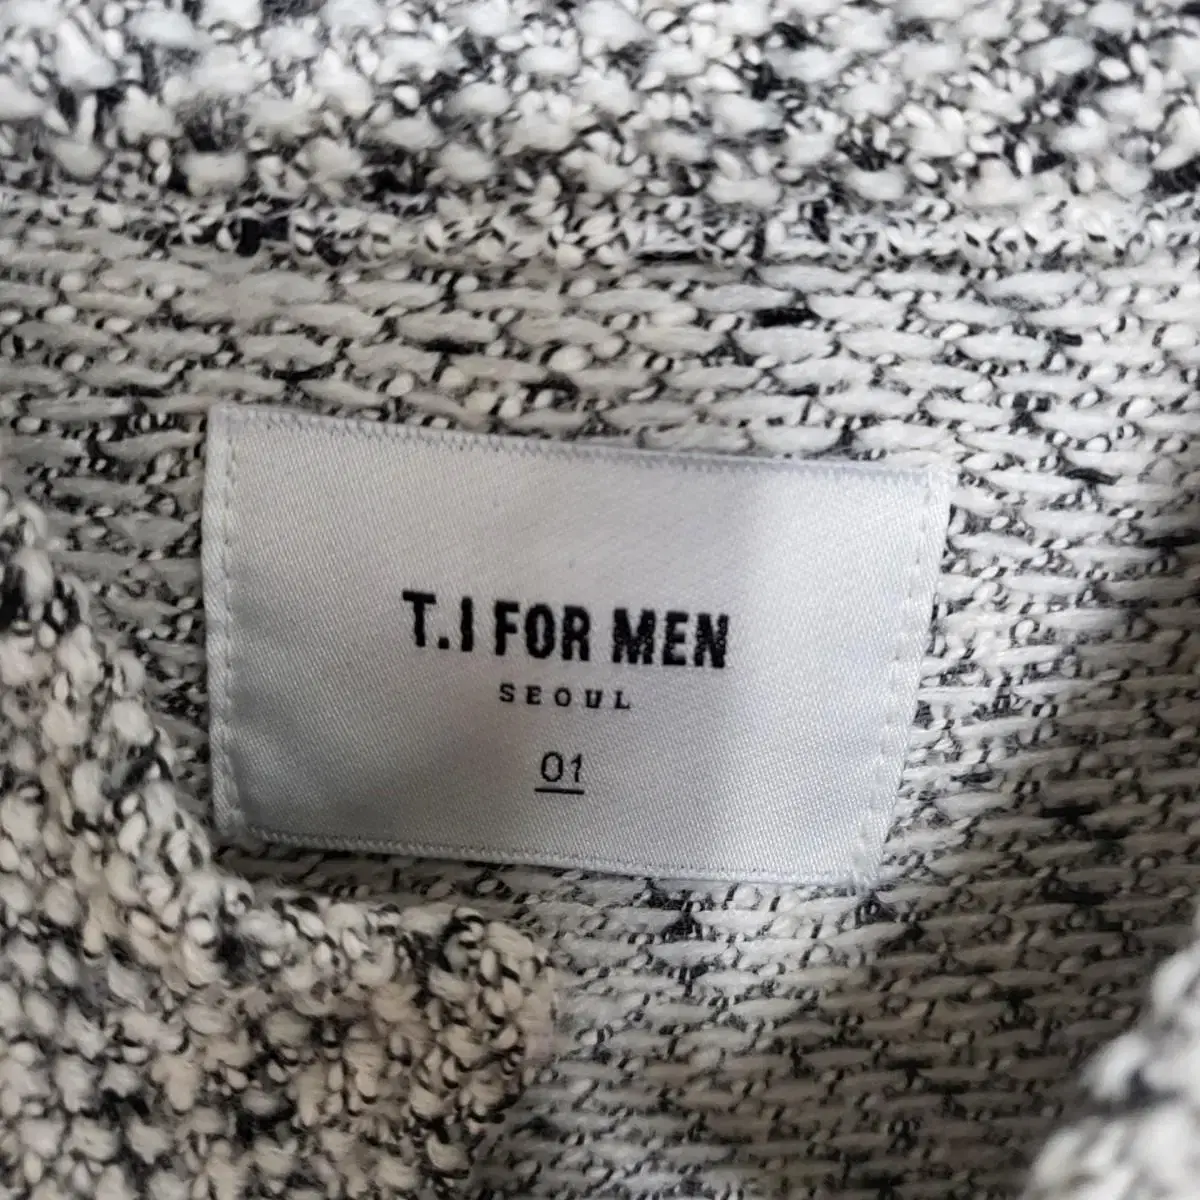 T.I FOR MEN
SEOUL
01